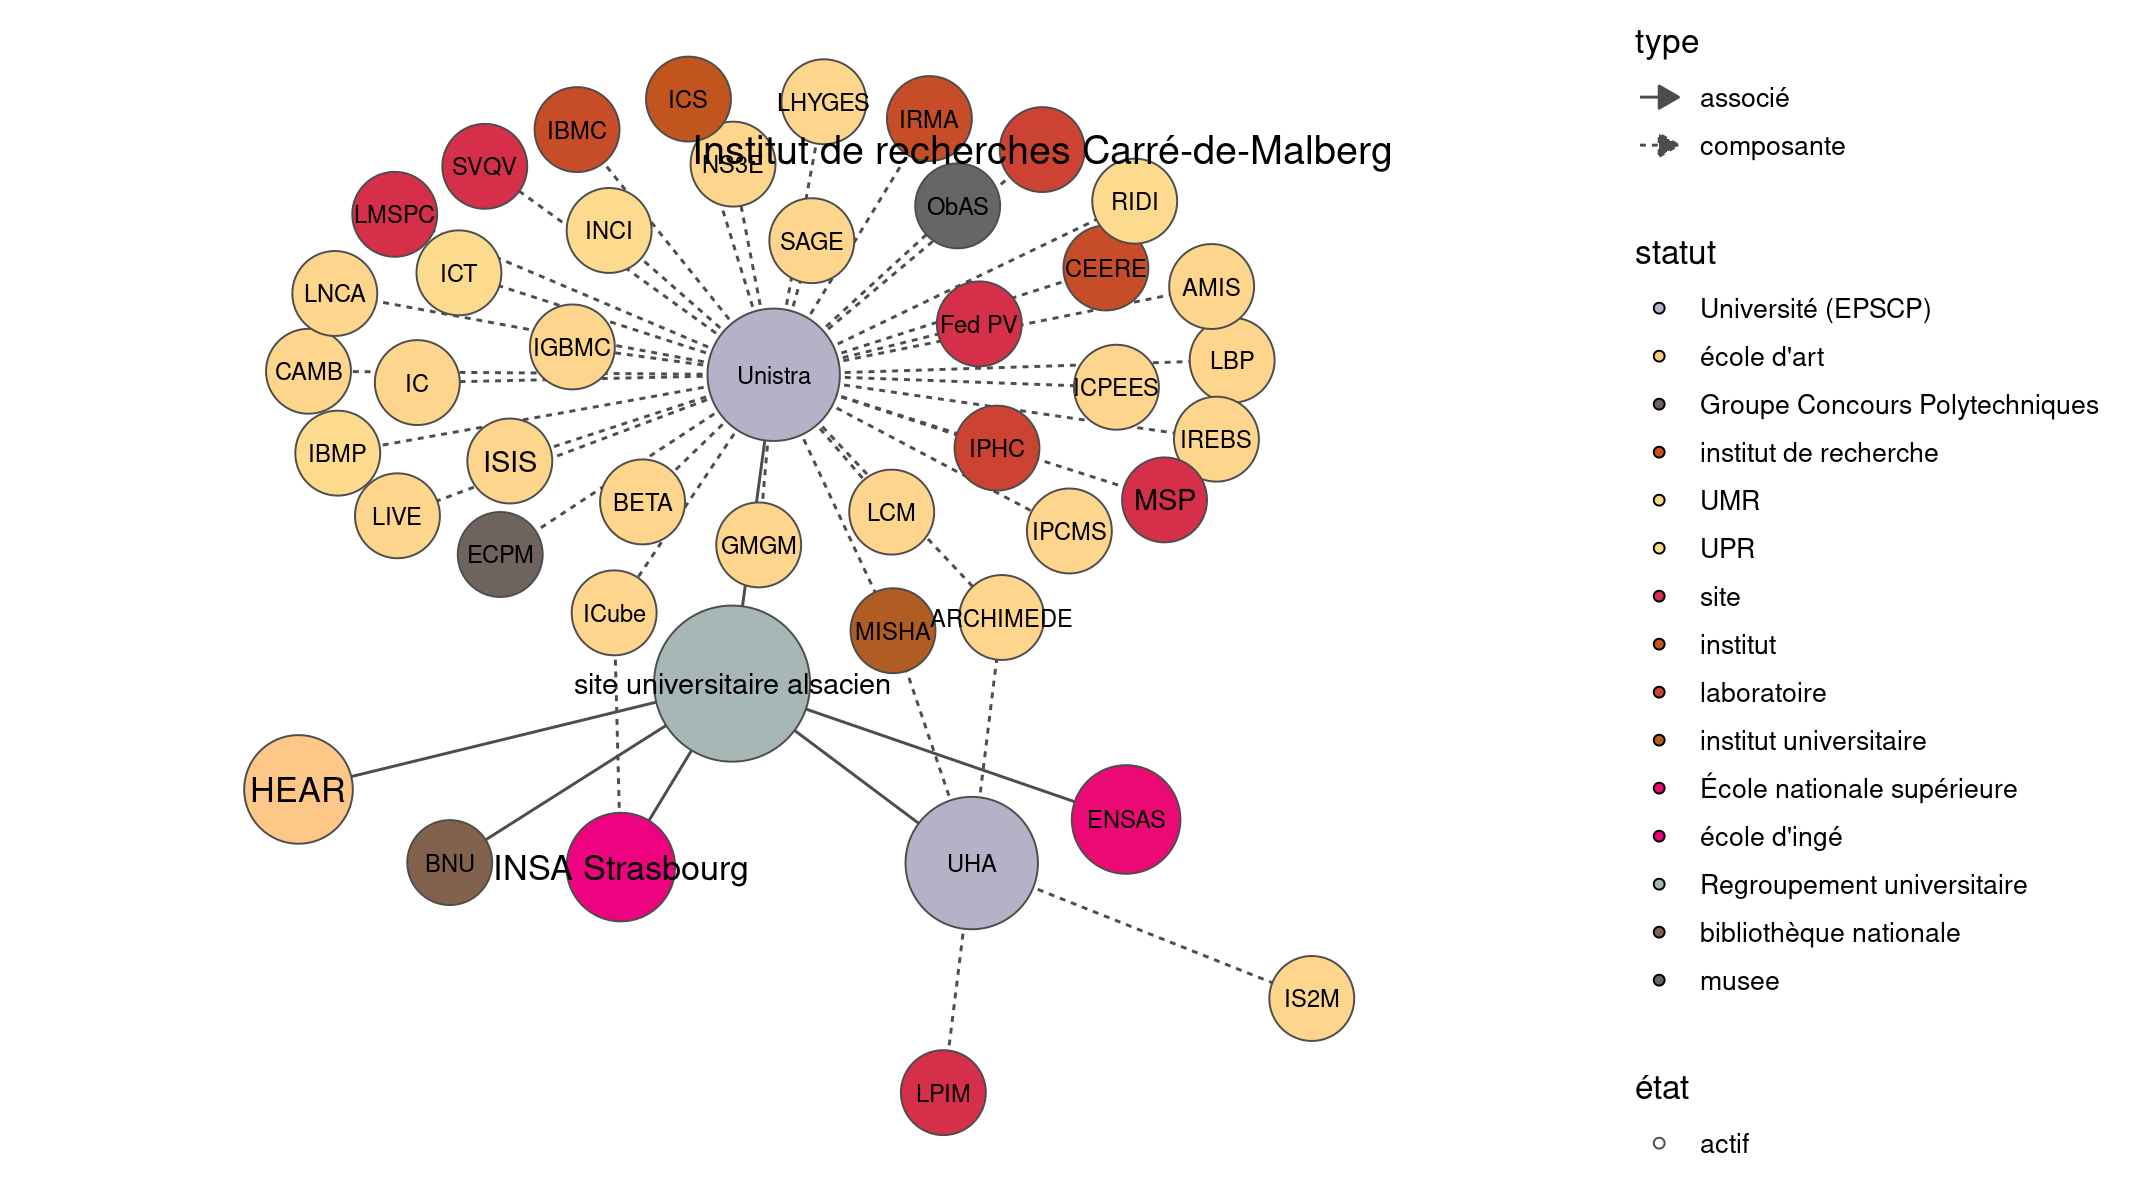 ICS
LHYGES
IRMA
IBMC
Institut de recherches Carré-de-Malberg
NS3E
SVQV
RIDI
ObAS
LMSPC
INCI
SAGE
CEERE
ICT
AMIS
LNCA
Fed PV
IGBMC
LBP
CAMB
IC
Unistra
ICPEES
IREBS
IBMP
ISIS
IPHC
MSP
BETA
LCM
LIVE
IPCMS
GMGM
ECPM
ICube
MISHA
ARCHIMEDE
site universitaire alsacien
HEAR
ENSAS
BNU
INSA Strasbourg
UHA
IS2M
LPIM
type
associé
composante
statut
Université (EPSCP)
école d'art
Groupe Concours Polytechniques
institut de recherche
UMR
UPR
site
institut
laboratoire
institut universitaire
École nationale supérieure
école d'ingé
Regroupement universitaire
bibliothèque nationale
musee
état
actif